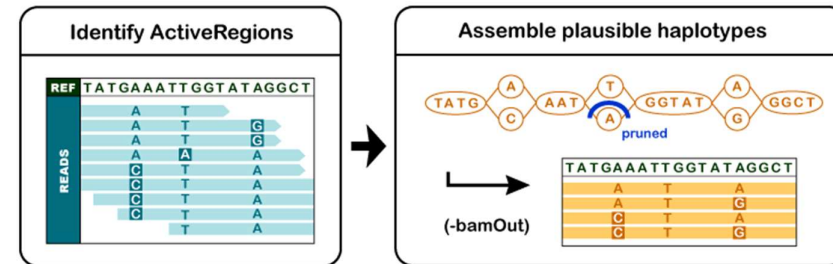 Identify ActiveRegions
REF TATGAAATTGGTATAGGCT
READS
A T
A T G
A T G
A A A
C T A
C T A
C T A
C T A
T A
Assemble plausible haplotypes
TATG A C AAT T A GGTAT A G GGCT
pruned
(-bamOut)
TATGAAATTGGTATAGGCT
A T A
A T G
C T A
C T G